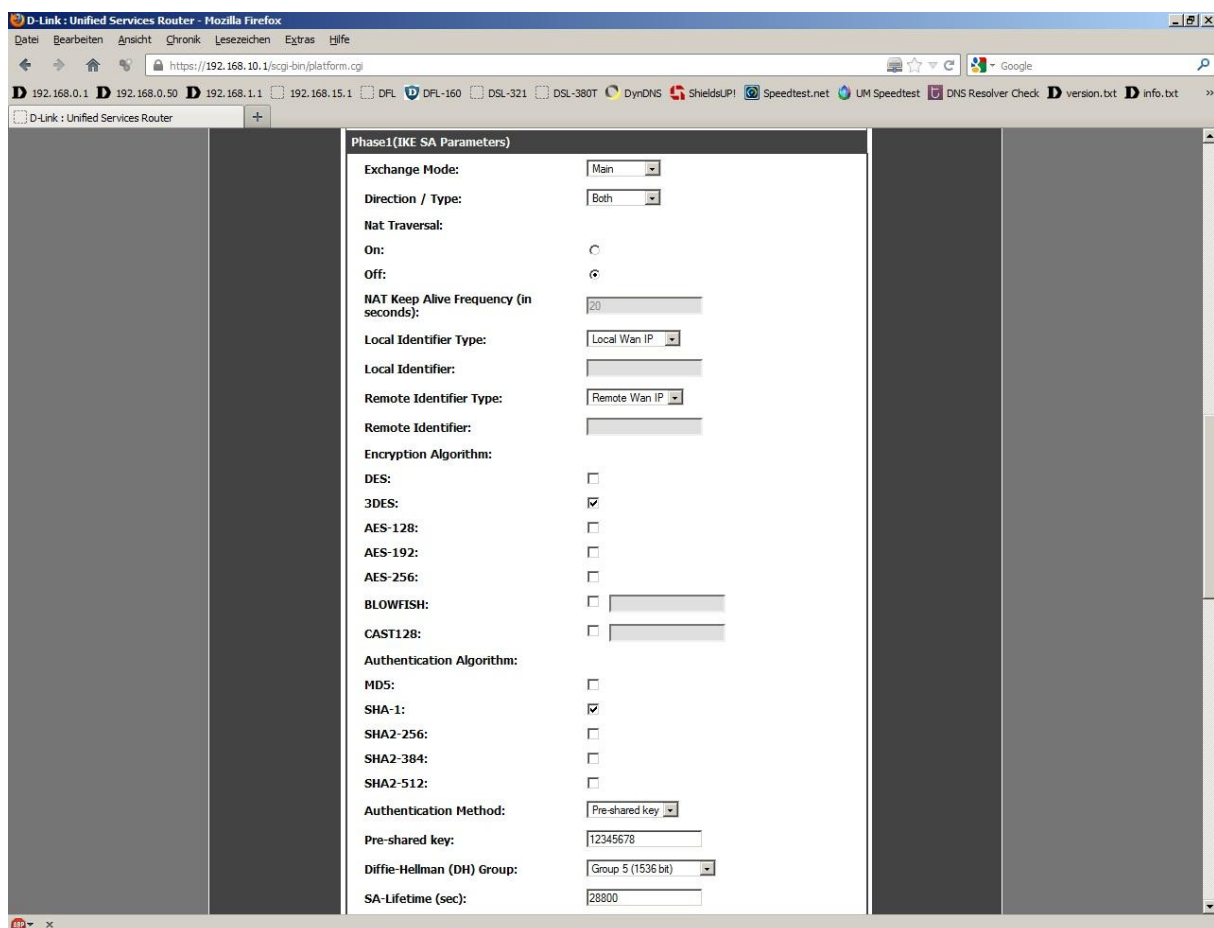 D-Link : Unified Services Router - Mozilla Firefox
Datei Bearbeiten Ansicht Chronik Lesezeichen Extras Hilfe
https://192.168.10.1/scgi-bin/platform.cgi Google
192.168.0.1 192.168.0.50 192.168.1.1 192.168.15.1 DFL DFL-160 DSL-321 DSL-380T DynDNS ShieldsUP! Speedtest.net UM Speedtest DNS Resolver Check version.txt info.txt »
D-Link : Unified Services Router +
Phase1(IKE SA Parameters)
Exchange Mode: Main
Direction / Type: Both
Nat Traversal:
On:
Off:
NAT Keep Alive Frequency (in
seconds): 20
Local Identifier Type: Local Wan IP
Local Identifier:
Remote Identifier Type: Remote Wan IP
Remote Identifier:
Encryption Algorithm:
DES:
3DES:
AES-128:
AES-192:
AES-256:
BLOWFISH:
CAST128:
Authentication Algorithm:
MD5:
SHA-1:
SHA2-256:
SHA2-384:
SHA2-512:
Authentication Method: Pre-shared key
Pre-shared key: 12345678
Diffie-Hellman (DH) Group: Group 5 (1536 bit)
SA-Lifetime (sec): 28800
ABP x